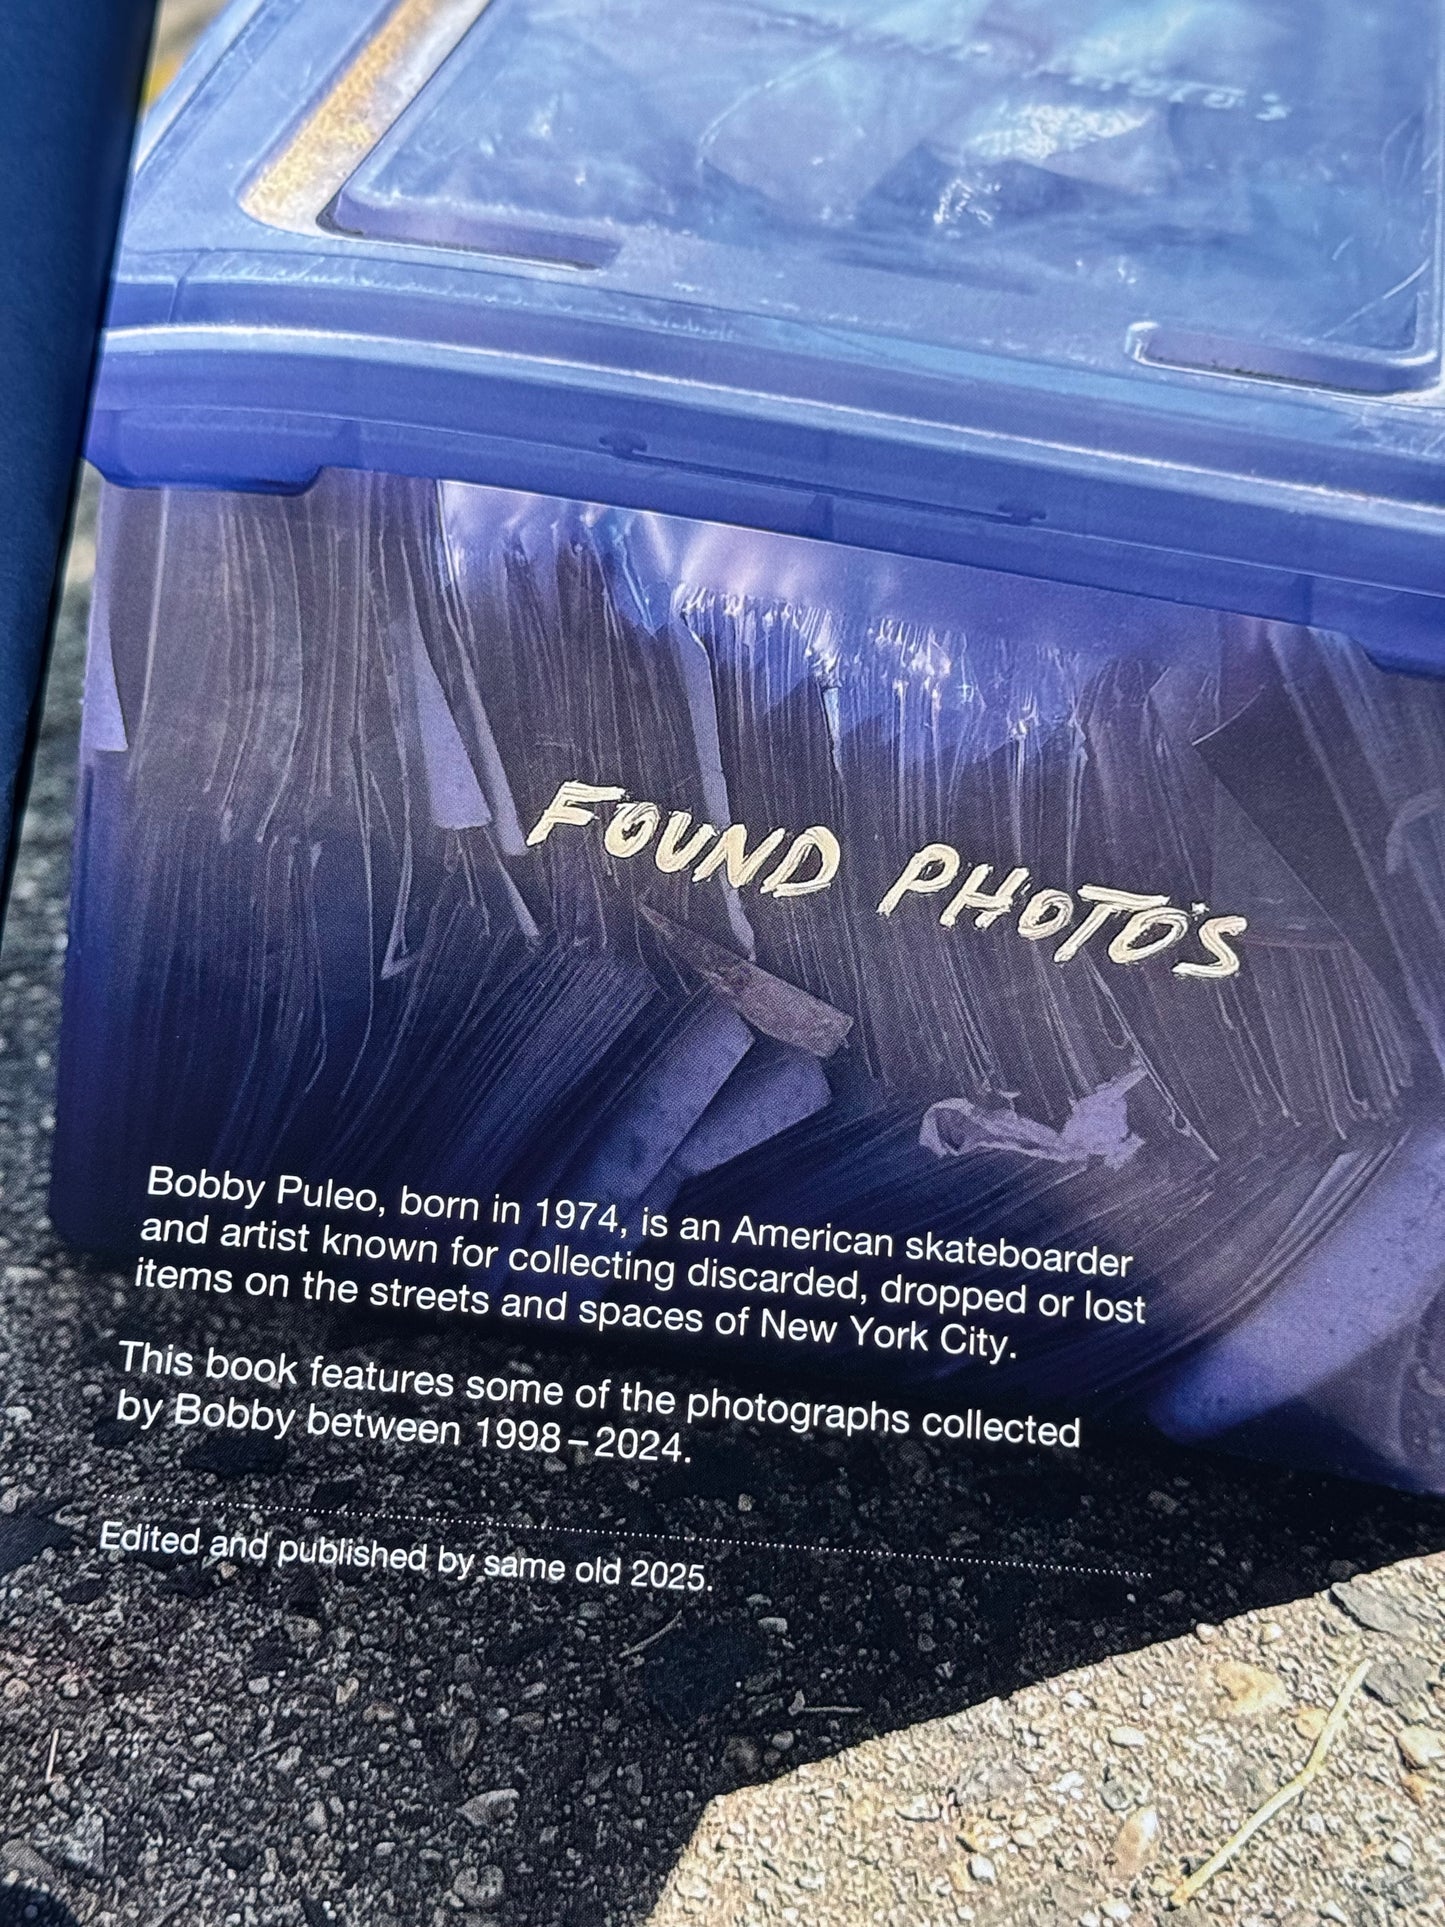 FOUND PHOTO'S
Bobby Puleo, born in 1974, is an American skateboarder
and artist known for collecting discarded, dropped or lost
items on the streets and spaces of New York City.
This book features some of the photographs collected
by Bobby between 1998–2024.
Edited and published by same old 2025.